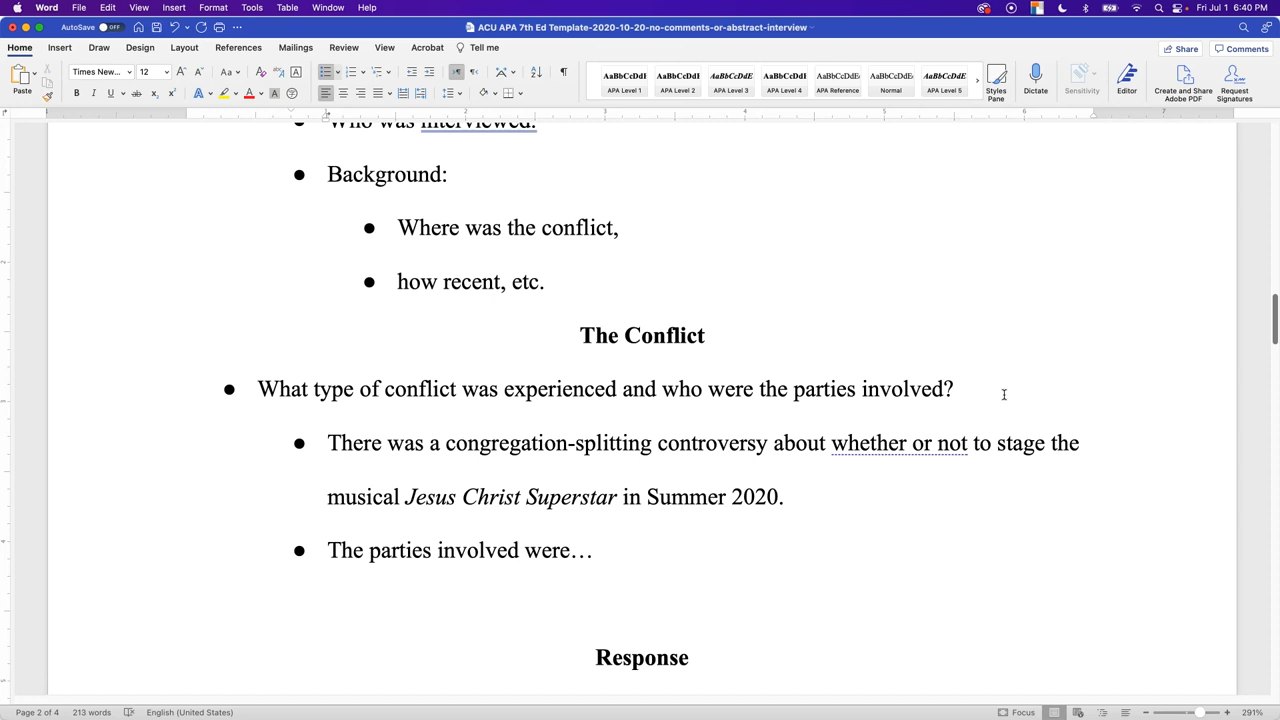 Word File Edit View Insert Format Tools Table Window Help Fri Jul 1 6:40 PM
AutoSave OFF ACU APA 7th Ed Template-2020-10-20-no-comments-or-abstract-interview
Home Insert Draw Design Layout References Mailings Review View Acrobat Tell me Share Comments
Times New... 12
AaBbCcDdI AaBbCcDdI AaBbCcDdEe AaBbCcDdI AaBbCcDdEe AaBbCcDdEe AaBbCcDdEe
Paste APA Level 1 APA Level 2 APA Level 3 APA Level 4 APA Reference Normal APA Level 5 Styles Pane Dictate Sensitivity Editor Create and Share Adobe PDF Request Signatures
● Who was interviewed:
● Background:
● Where was the conflict,
● how recent, etc.
The Conflict
● What type of conflict was experienced and who were the parties involved?
● There was a congregation-splitting controversy about whether or not to stage the
musical Jesus Christ Superstar in Summer 2020.
● The parties involved were…
Response
Page 2 of 4 213 words English (United States) Focus 291%